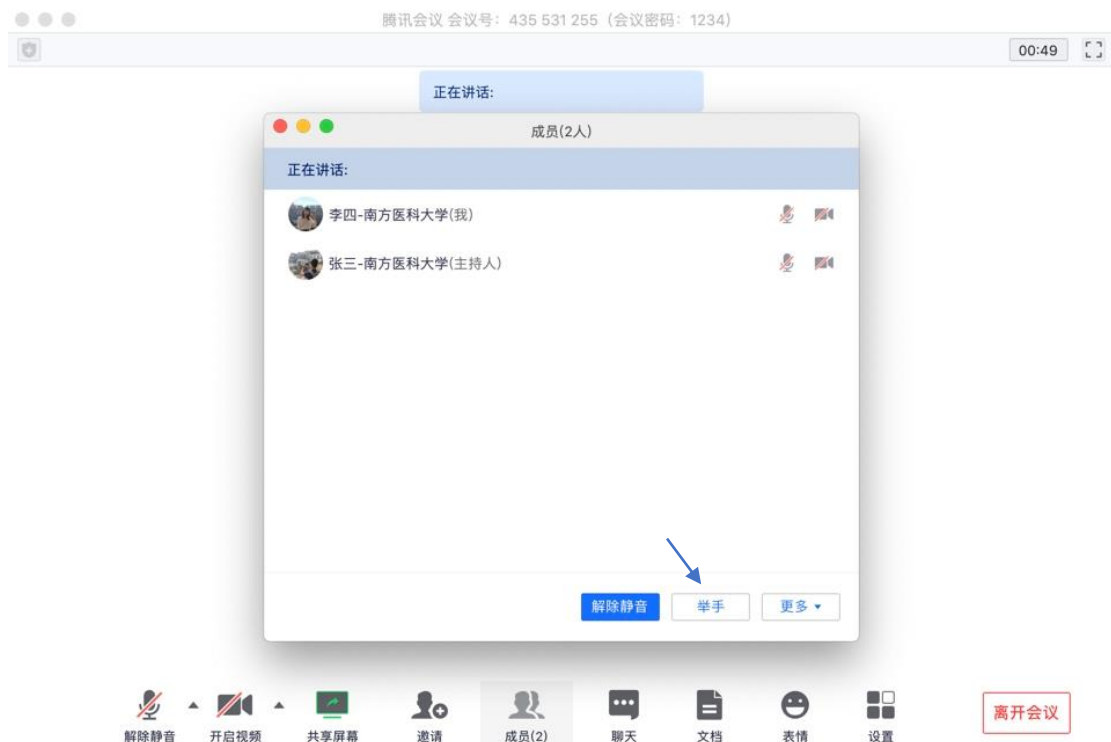 腾讯会议 会议号：435 531 255（会议密码：1234）
00:49
正在讲话:
成员(2人)
正在讲话:
李四-南方医科大学(我)
张三-南方医科大学(主持人)
解除静音 举手 更多
解除静音 开启视频 共享屏幕 邀请 成员(2) 聊天 文档 表情 设置 离开会议